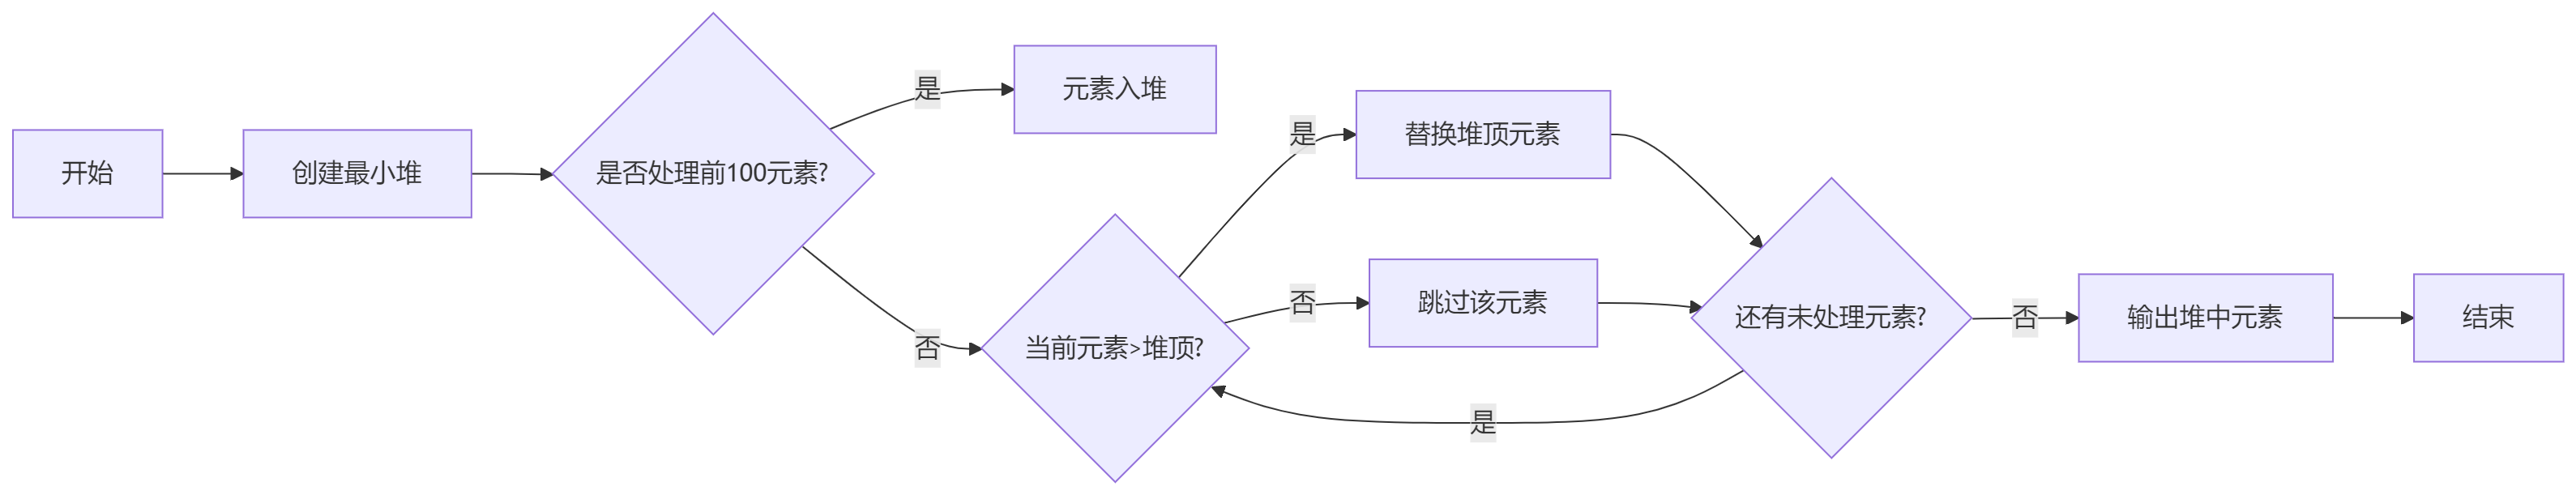 开始
创建最小堆
是否处理前100元素?
是
元素入堆
否
当前元素>堆顶?
是
替换堆顶元素
否
跳过该元素
还有未处理元素?
是
否
输出堆中元素
结束